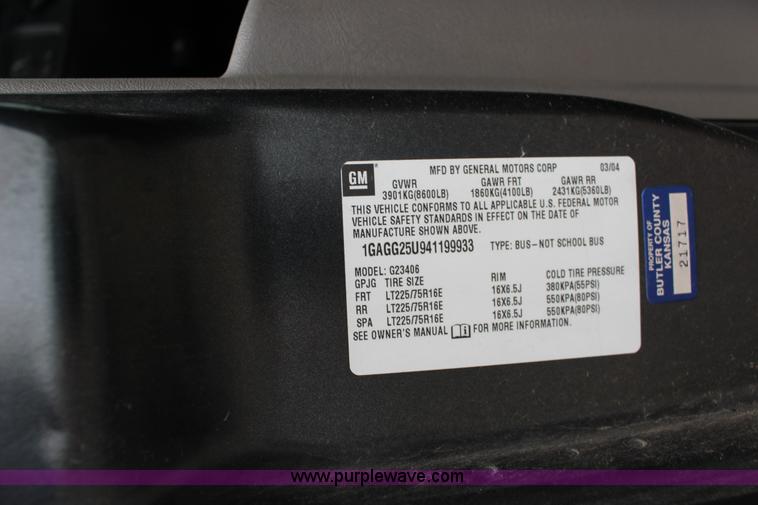 GM
MFD BY GENERAL MOTORS CORP 03/04
GVWR GAWR FRT GAWR RR
3901KG(8600LB) 1860KG(4100LB) 2431KG(5360LB)
THIS VEHICLE CONFORMS TO ALL APPLICABLE U.S. FEDERAL MOTOR
VEHICLE SAFETY STANDARDS IN EFFECT ON THE DATE OF
MANUFACTURE SHOWN ABOVE.
1GAGG25U941199933 TYPE: BUS–NOT SCHOOL BUS
MODEL: G23406
GPJG TIRE SIZE RIM COLD TIRE PRESSURE
FRT LT225/75R16E 16X6.5J 380KPA(55PSI)
RR LT225/75R16E 16X6.5J 550KPA(80PSI)
SPA LT225/75R16E 16X6.5J 550KPA(80PSI)
SEE OWNER'S MANUAL FOR MORE INFORMATION.
PROPERTY OF
BUTLER COUNTY
KANSAS
21717
www.purplewave.com